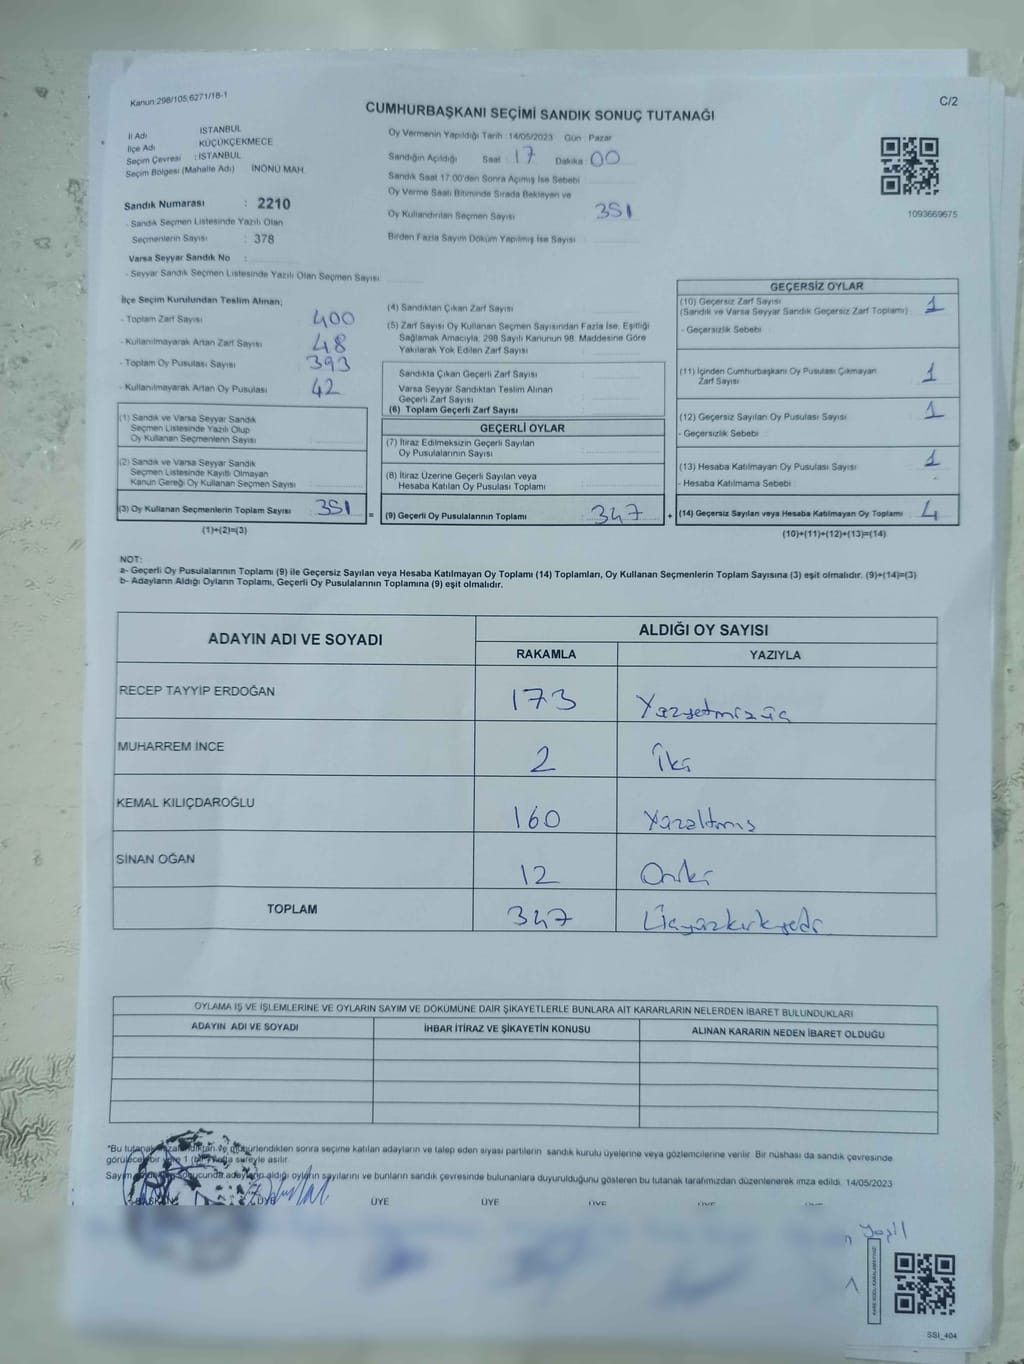 Kanun 298/105,6271/18-1
C/2
CUMHURBAŞKANI SEÇİMİ SANDIK SONUÇ TUTANAĞI
İl Adı ISTANBUL
İlçe Adı KÜÇÜKÇEKMECE
Seçim Çevresi : ISTANBUL
Seçim Bölgesi (Mahalle Adı) İNÖNÜ MAH.
Sandık Numarası : 2210
- Sandık Seçmen Listesinde Yazılı Olan
Seçmenlerin Sayısı : 378
Varsa Seyyar Sandık No :
- Seyyar Sandık Seçmen Listesinde Yazılı Olan Seçmen Sayısı
Oy Vermenin Yapıldığı Tarih : 14/05/2023 Gün : Pazar
Sandığın Açıldığı Saat 17 Dakika 00
Sandık Saat 17:00'den Sonra Açımış İse Sebebi
Oy Verme Saati Bitiminde Sırada Bekleyen ve
Oy Kullandırılan Seçmen Sayısı 351
Birden Fazla Sayım Döküm Yapılmış İse Sayısı
1093669675
İlçe Seçim Kurulundan Teslim Alınan;
- Toplam Zarf Sayısı 400
- Kullanılmayarak Artan Zarf Sayısı 48
- Toplam Oy Pusulası Sayısı 393
- Kullanılmayarak Artan Oy Pusulası 42
(1) Sandık ve Varsa Seyyar Sandık
Seçmen Listesinde Yazılı Olup
Oy Kullanan Seçmenlerin Sayısı
(2) Sandık ve Varsa Seyyar Sandık
Seçmen Listesinde Kayıtlı Olmayan
Kanun Gereği Oy Kullanan Seçmen Sayısı
(3) Oy Kullanan Seçmenlerin Toplam Sayısı 351 =
(1)+(2)=(3)
(4) Sandıktan Çıkan Zarf Sayısı
(5) Zarf Sayısı Oy Kullanan Seçmen Sayısından Fazla İse, Eşitliği
Sağlamak Amacıyla, 298 Sayılı Kanunun 98. Maddesine Göre
Yakılarak Yok Edilen Zarf Sayısı
Sandıkta Çıkan Geçerli Zarf Sayısı
Varsa Seyyar Sandıktan Teslim Alınan
Geçerli Zarf Sayısı
(6) Toplam Geçerli Zarf Sayısı
GEÇERLİ OYLAR
(7) İtiraz Edilmeksizin Geçerli Sayılan
Oy Pusulalarının Sayısı
(8) İtiraz Üzerine Geçerli Sayılan veya
Hesaba Katılan Oy Pusulası Toplamı
(9) Geçerli Oy Pusulalarının Toplamı 347 +
GEÇERSİZ OYLAR
(10) Geçersiz Zarf Sayısı 1
(Sandık ve Varsa Seyyar Sandık Geçersiz Zarf Toplamı)
- Geçersizlik Sebebi
(11) İçinden Cumhurbaşkanı Oy Pusulası Çıkmayan 1
Zarf Sayısı
(12) Geçersiz Sayılan Oy Pusulası Sayısı 1
- Geçersizlik Sebebi
(13) Hesaba Katılmayan Oy Pusulası Sayısı 1
- Hesaba Katılmama Sebebi
(14) Geçersiz Sayılan veya Hesaba Katılmayan Oy Toplamı 4
(10)+(11)+(12)+(13)=(14)
NOT:
a- Geçerli Oy Pusulalarının Toplamı (9) ile Geçersiz Sayılan veya Hesaba Katılmayan Oy Toplamı (14) Toplamları, Oy Kullanan Seçmenlerin Toplam Sayısına (3) eşit olmalıdır. (9)+(14)=(3)
b- Adayların Aldığı Oyların Toplamı, Geçerli Oy Pusulalarının Toplamına (9) eşit olmalıdır.
ADAYIN ADI VE SOYADI
ALDIĞI OY SAYISI
RAKAMLA YAZIYLA
RECEP TAYYİP ERDOĞAN 173 Yüzyetmişüç
MUHARREM İNCE 2 İki
KEMAL KILIÇDAROĞLU 160 Yüzaltmış
SİNAN OĞAN 12 Oniki
TOPLAM 347 Üçyüzkırkyedi
OYLAMA İŞ VE İŞLEMLERİNE VE OYLARIN SAYIM VE DÖKÜMÜNE DAİR ŞİKAYETLERLE BUNLARA AİT KARARLARIN NELERDEN İBARET BULUNDUKLARI
ADAYIN ADI VE SOYADI İHBAR İTİRAZ VE ŞİKAYETİN KONUSU ALINAN KARARIN NEDEN İBARET OLDUĞU
*Bu tutanak ve mühürlendikten sonra seçime katılan adayların ve talep eden siyasi partilerin sandık kurulu üyelerine veya gözlemcilerine verilir. Bir nüshası da sandık çevresinde
görülecek bir yere 1 (bir) hafta süreyle asılır.
Sayım sonucunda adayların aldığı oyların sayılarını ve bunların sandık çevresinde bulunanlara duyurulduğunu gösteren bu tutanak tarafımızdan düzenlenerek imza edildi. 14/05/2023
BAŞKAN ÜYE ÜYE ÜYE
SSI_404